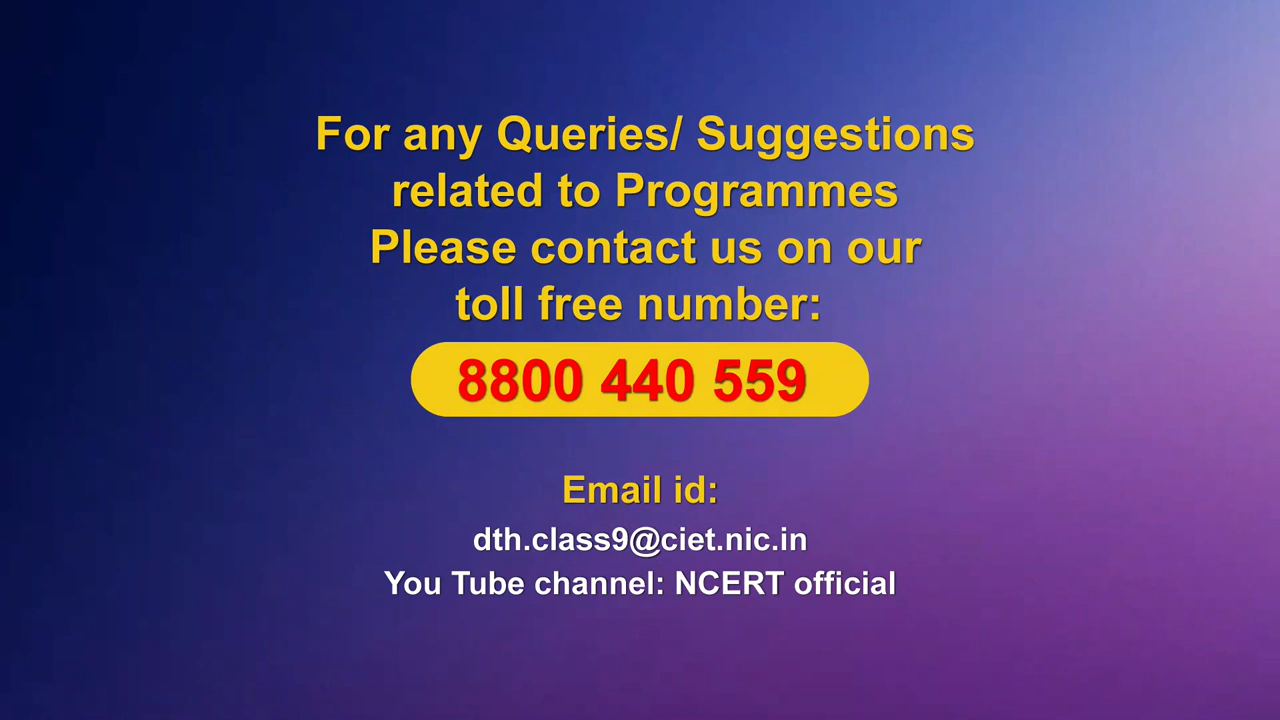 For any Queries/ Suggestions
related to Programmes
Please contact us on our
toll free number:
8800 440 559
Email id:
dth.class9@ciet.nic.in
You Tube channel: NCERT official